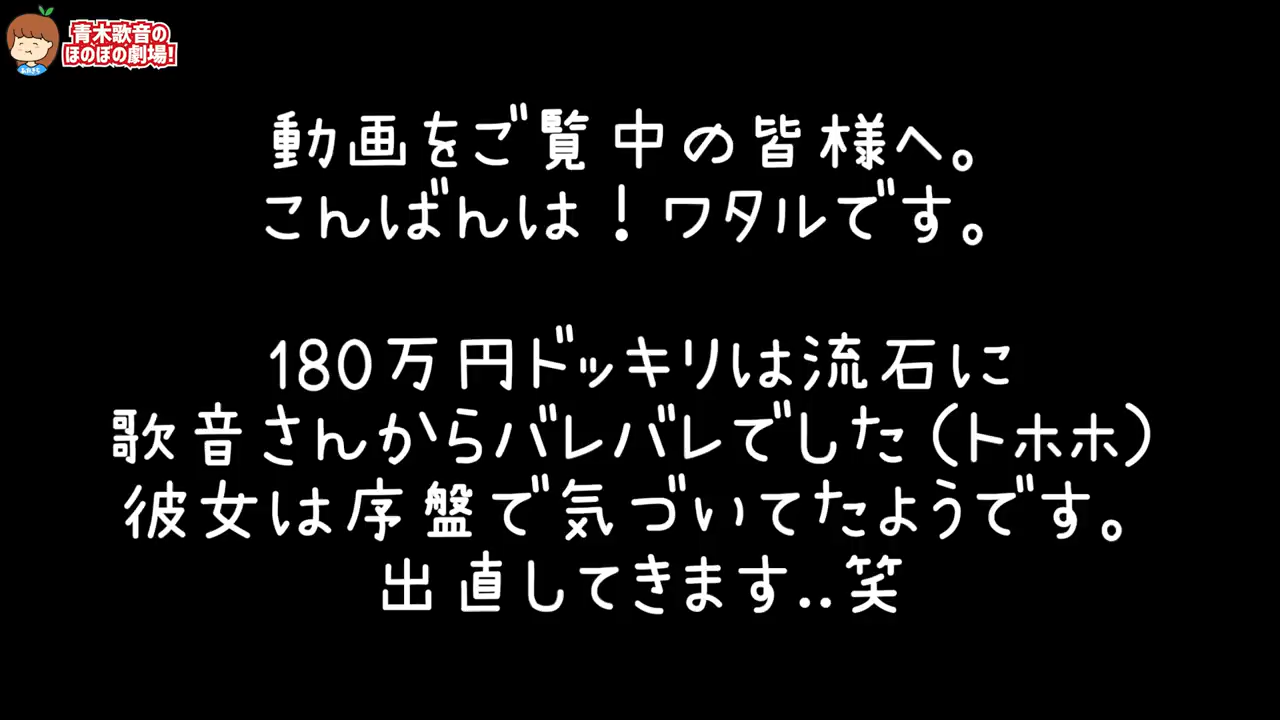 青木歌音の
ほのぼの劇場!
動画をご覧中の皆様へ。
こんばんは！ワタルです。
180万円ドッキリは流石に
歌音さんからバレバレでした（トホホ）
彼女は序盤で気づいてたようです。
出直してきます..笑